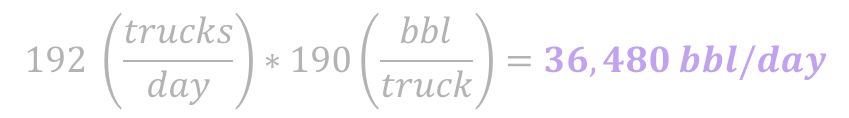 192 (trucks/day) * 190 (bbl/truck) = 36,480 bbl/day